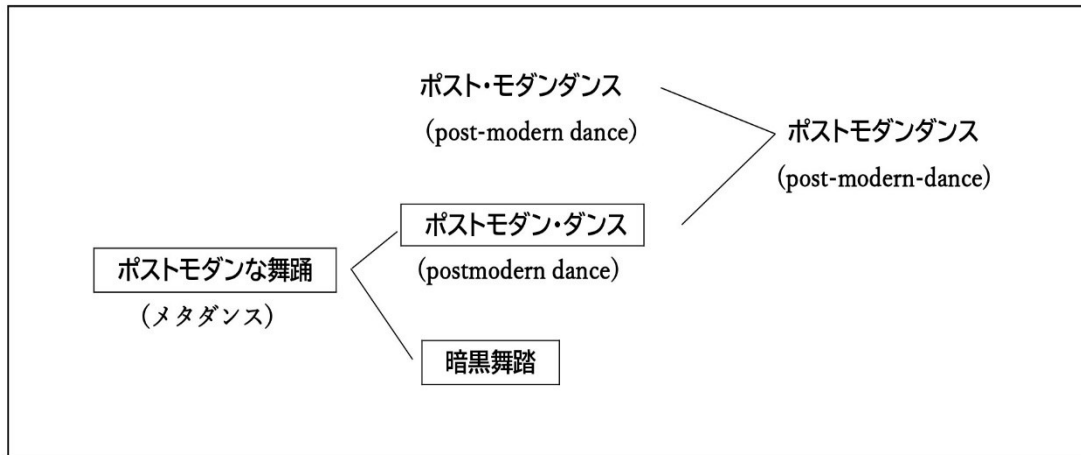 ポスト・モダンダンス
(post-modern dance)
ポストモダンダンス
(post-modern-dance)
ポストモダン・ダンス
(postmodern dance)
ポストモダンな舞踊
(メタダンス)
暗黒舞踏